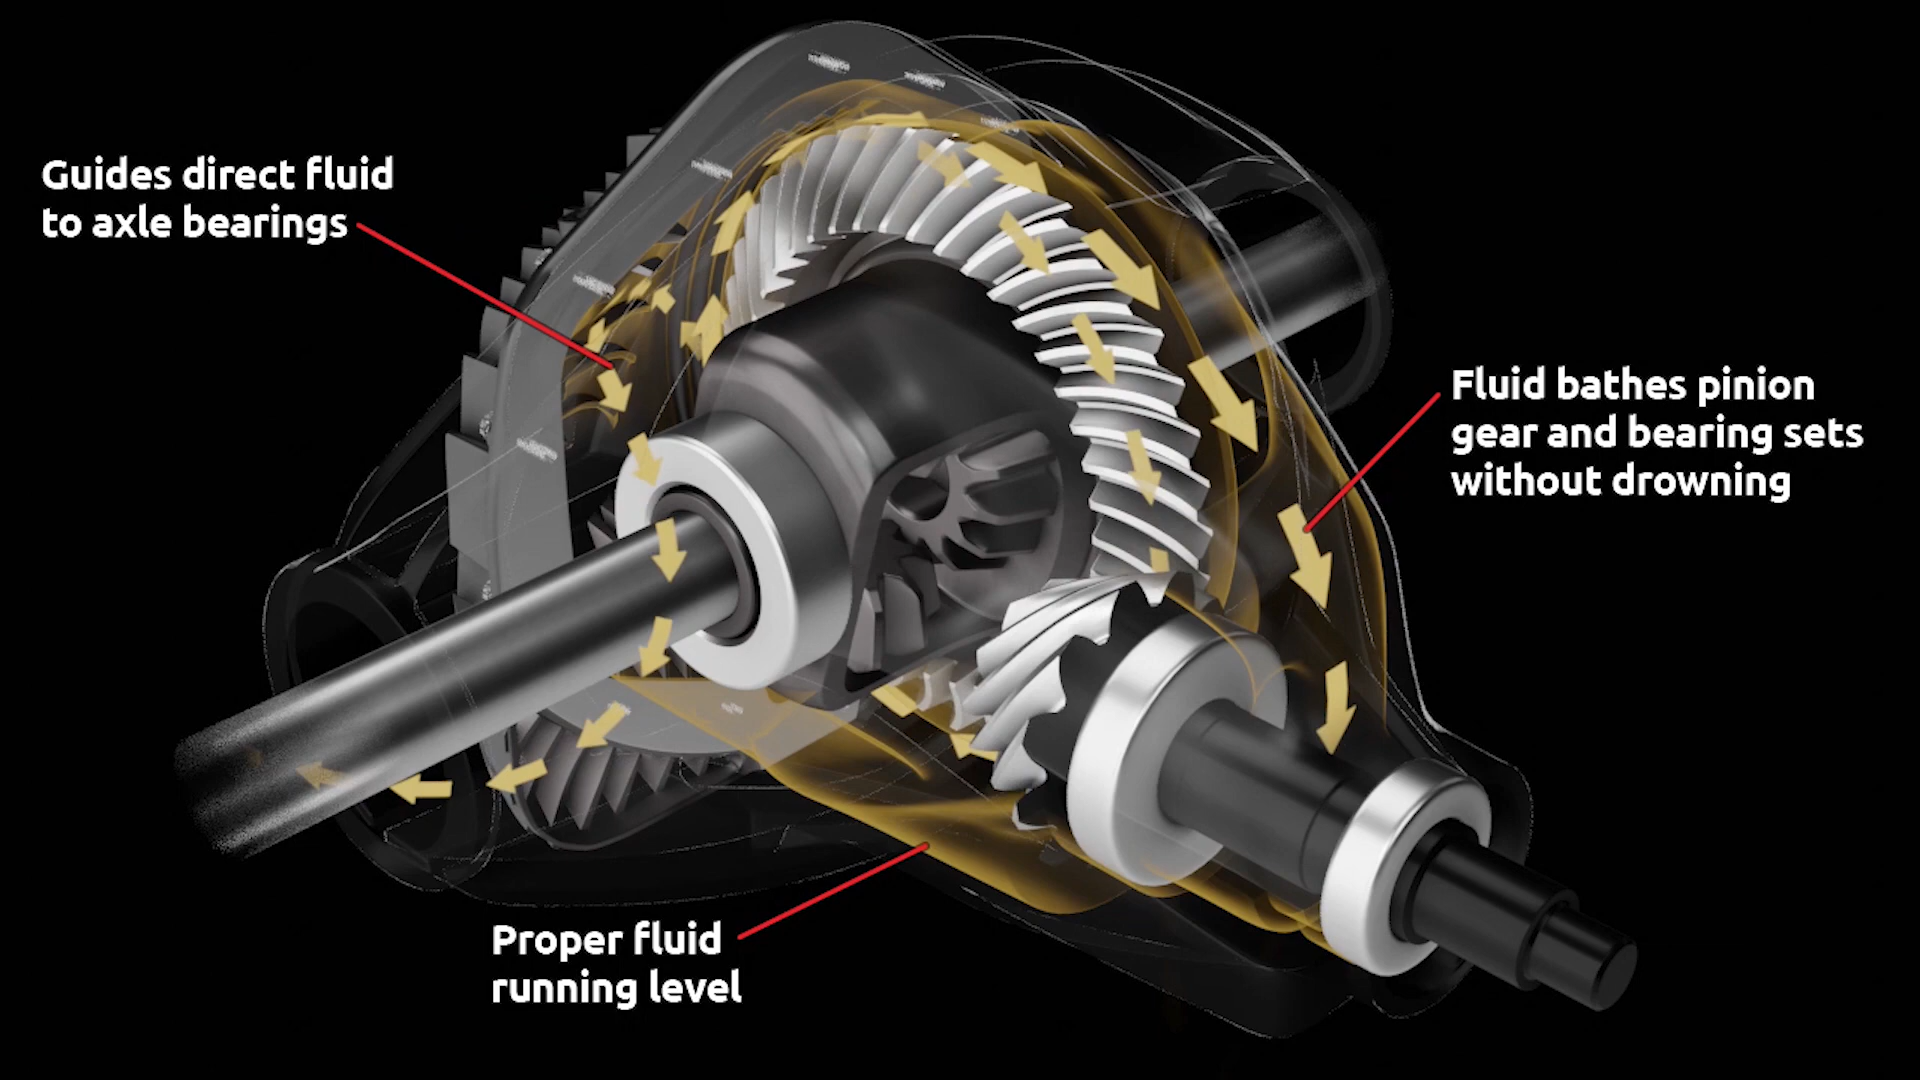 Guides direct fluid
to axle bearings
Fluid bathes pinion
gear and bearing sets
without drowning
Proper fluid
running level